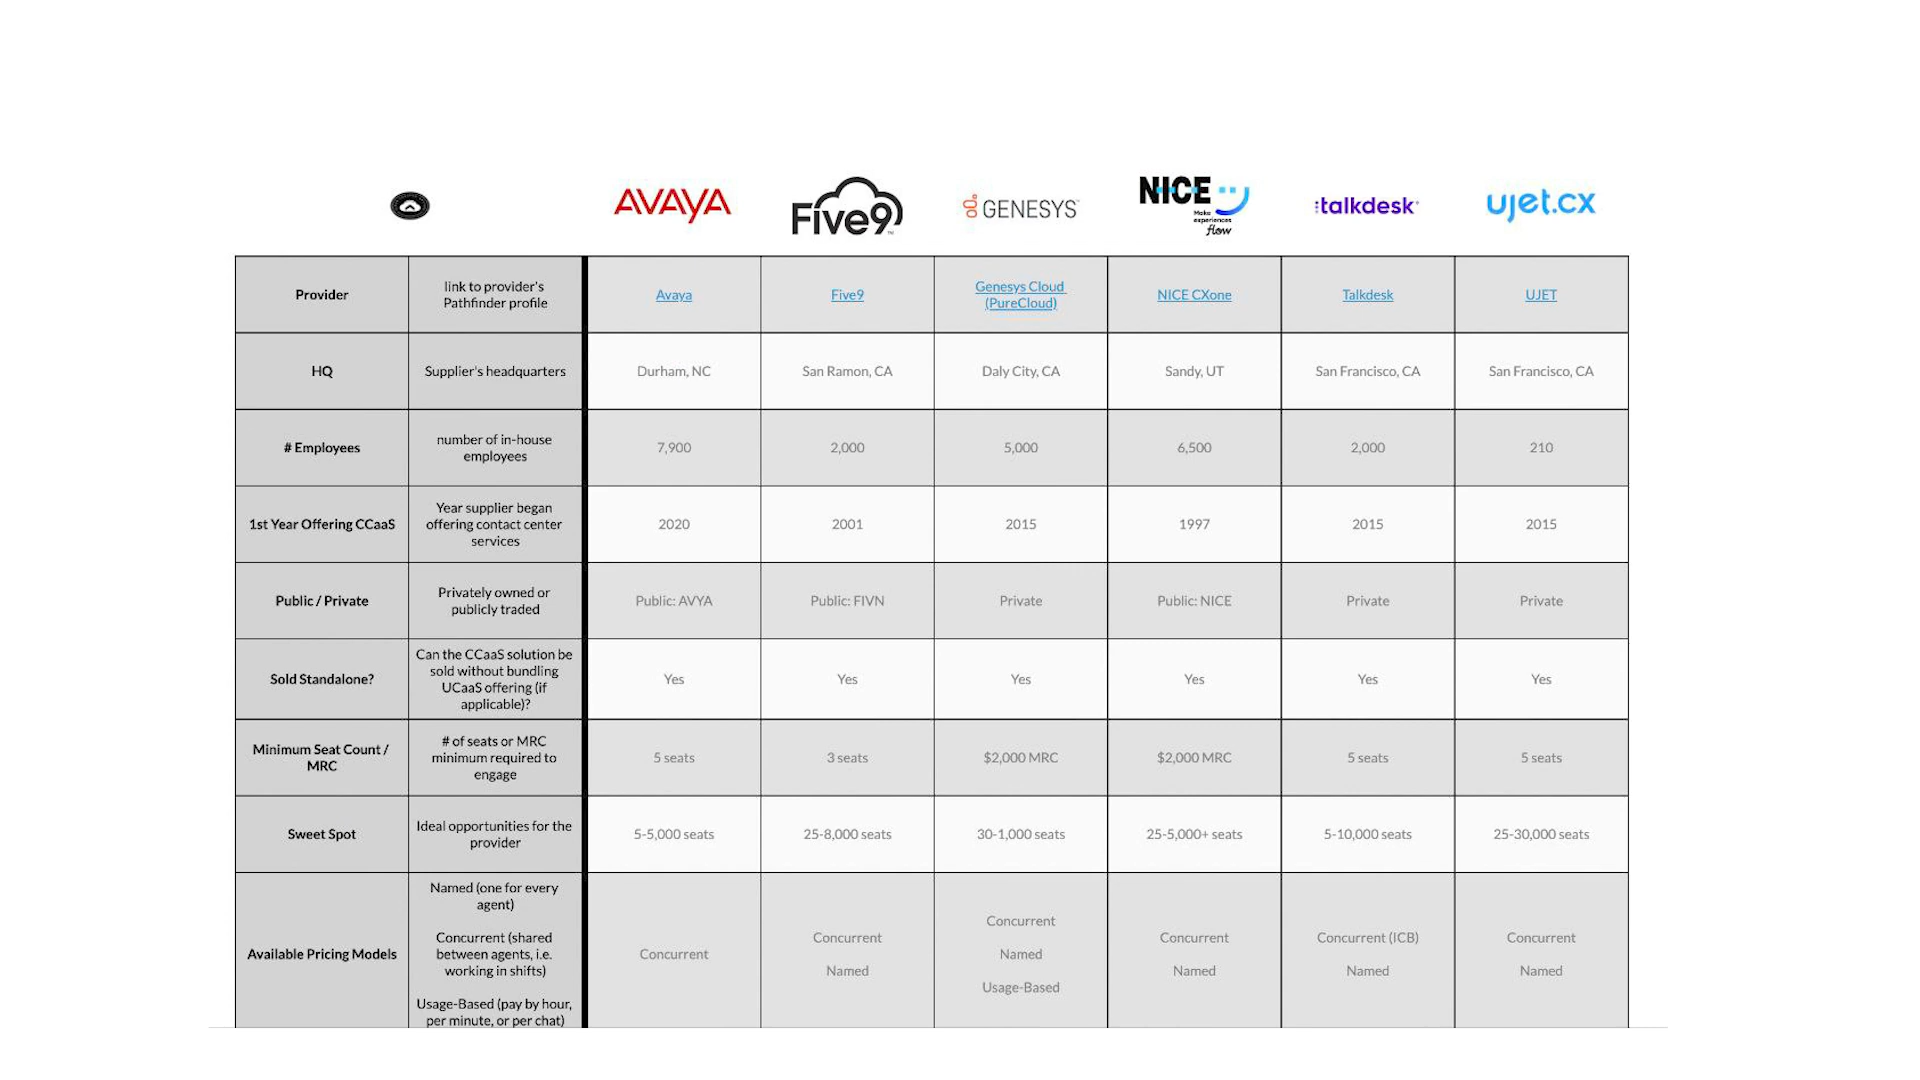 AVAYA
Five9
GENESYS
NICE
Make
experiences
flow
:talkdesk
ujet.cx
Provider
link to provider's
Pathfinder profile
Avaya
Five9
Genesys Cloud
(PureCloud)
NICE CXone
Talkdesk
UJET
HQ
Supplier's headquarters
Durham, NC
San Ramon, CA
Daly City, CA
Sandy, UT
San Francisco, CA
San Francisco, CA
# Employees
number of in-house
employees
7,900
2,000
5,000
6,500
2,000
210
1st Year Offering CCaaS
Year supplier began
offering contact center
services
2020
2001
2015
1997
2015
2015
Public / Private
Privately owned or
publicly traded
Public: AVYA
Public: FIVN
Private
Public: NICE
Private
Private
Sold Standalone?
Can the CCaaS solution be
sold without bundling
UCaaS offering (if
applicable)?
Yes
Yes
Yes
Yes
Yes
Yes
Minimum Seat Count /
MRC
# of seats or MRC
minimum required to
engage
5 seats
3 seats
$2,000 MRC
$2,000 MRC
5 seats
5 seats
Sweet Spot
Ideal opportunities for the
provider
5-5,000 seats
25-8,000 seats
30-1,000 seats
25-5,000+ seats
5-10,000 seats
25-30,000 seats
Available Pricing Models
Named (one for every
agent)
Concurrent (shared
between agents, i.e.
working in shifts)
Usage-Based (pay by hour,
per minute, or per chat)
Concurrent
Concurrent
Named
Concurrent
Named
Usage-Based
Concurrent
Named
Concurrent (ICB)
Named
Concurrent
Named